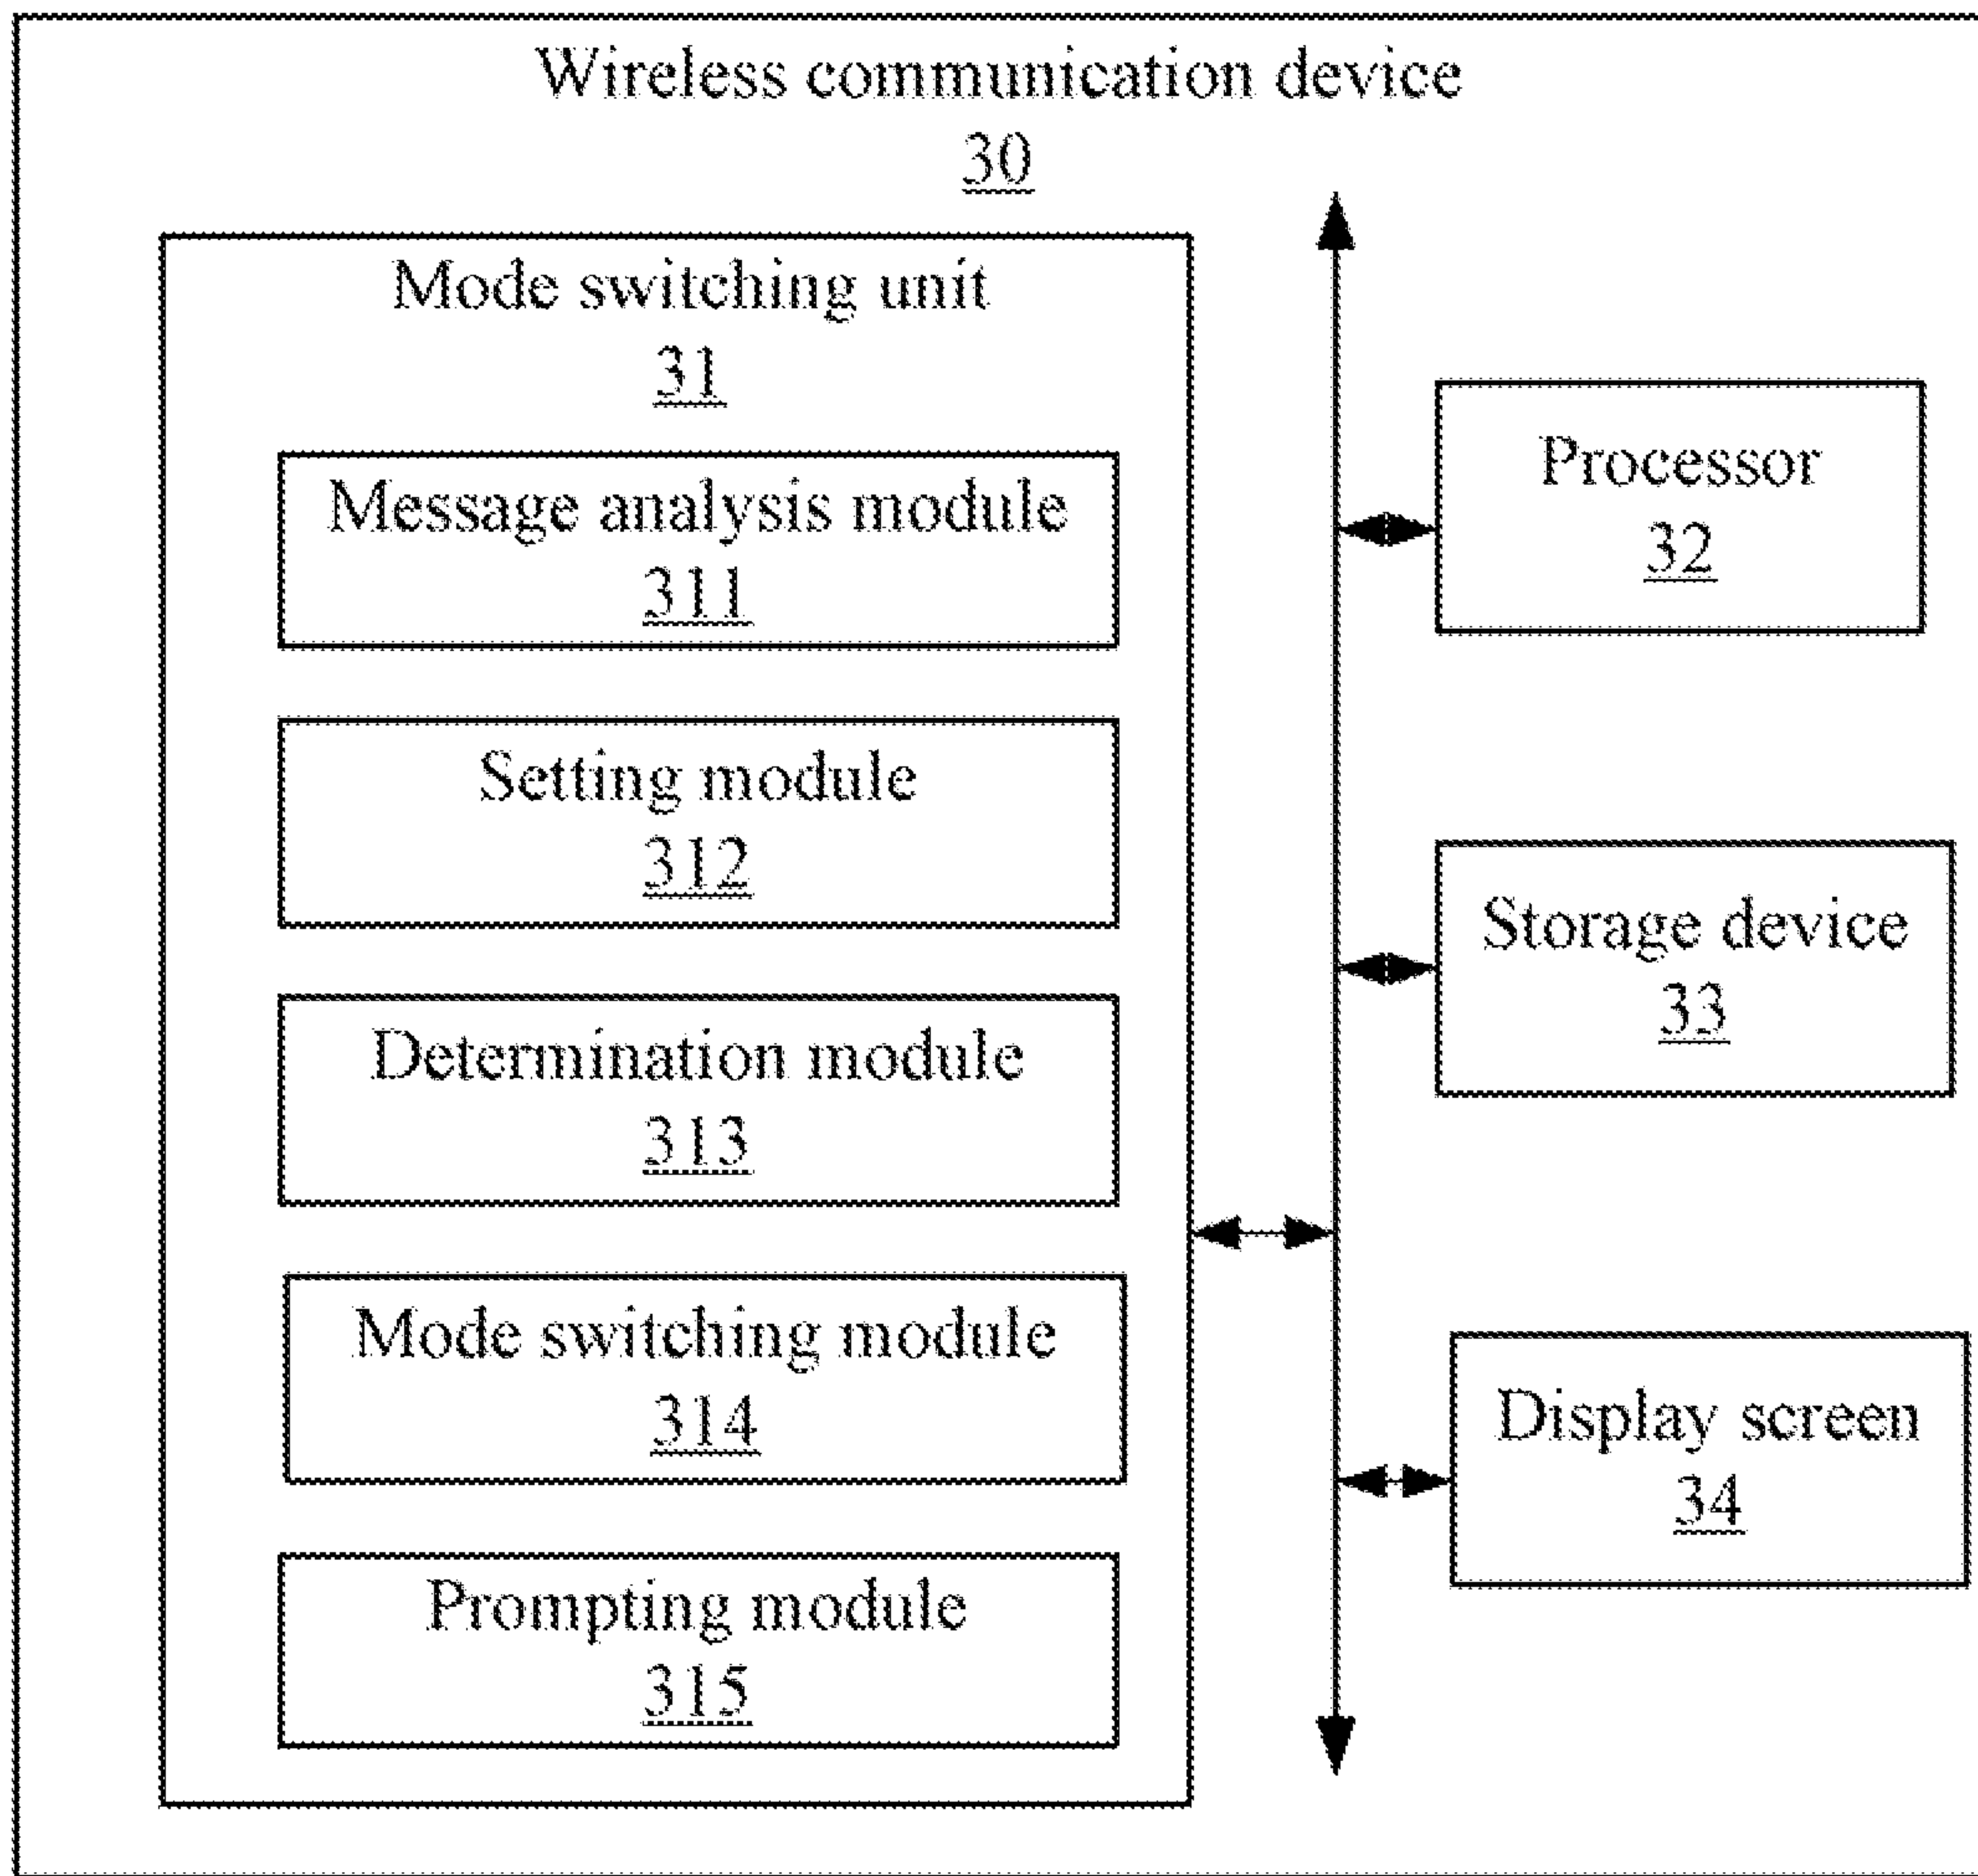 Wireless communication device
30
Mode switching unit
31
Message analysis module
311
Setting module
312
Determination module
313
Mode switching module
314
Prompting module
315
Processor
32
Storage device
33
Display screen
34